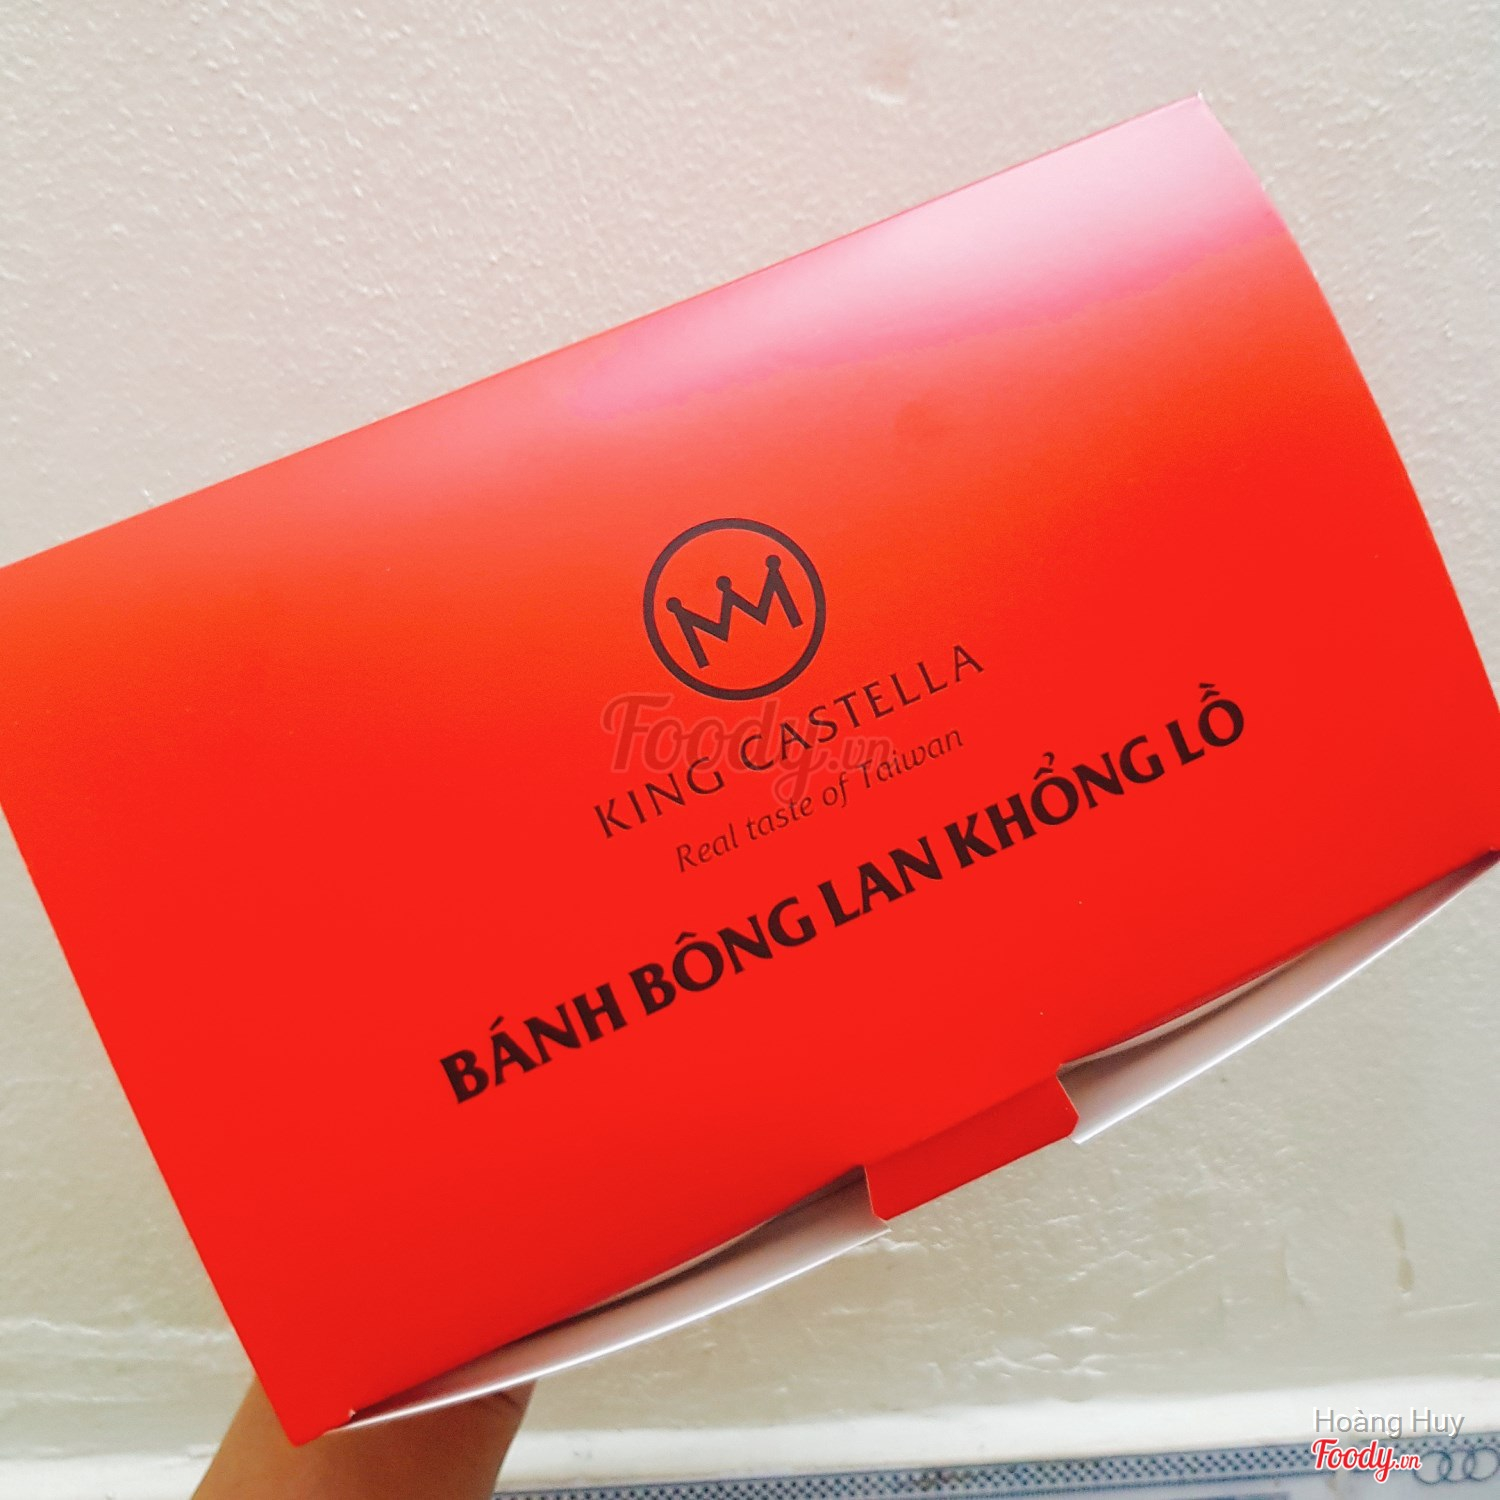 KING CASTELLA
Real taste of Taiwan
BÁNH BÔNG LAN KHỔNG LỒ
Foody.vn
Hoàng Huy
Foody.vn